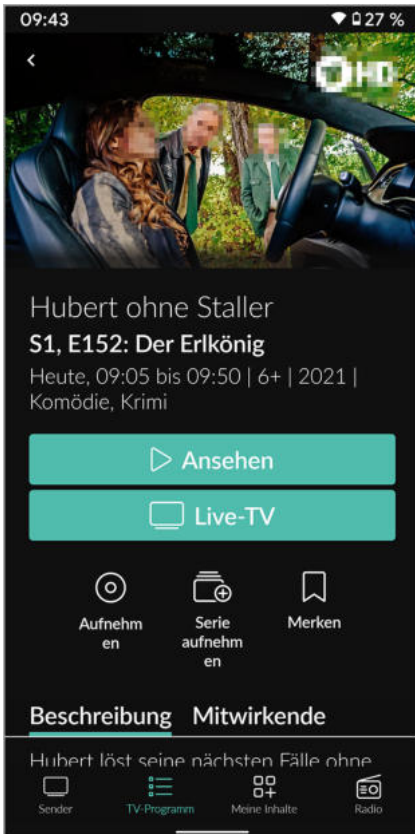 09:43 27 %
HD
Hubert ohne Staller
S1, E152: Der Erlkönig
Heute, 09:05 bis 09:50 | 6+ | 2021 |
Komödie, Krimi
Ansehen
Live-TV
Aufnehm
en
Serie
aufnehm
en
Merken
Beschreibung Mitwirkende
Hubert löst seine nächsten Fälle ohne
Sender TV-Programm Meine Inhalte Radio